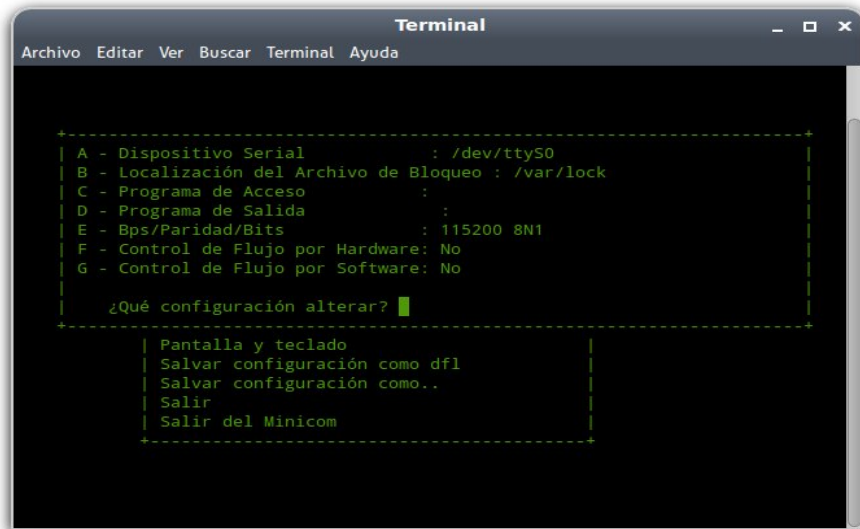 Terminal
Archivo Editar Ver Buscar Terminal Ayuda
A - Dispositivo Serial : /dev/ttyS0
B - Localización del Archivo de Bloqueo : /var/lock
C - Programa de Acceso :
D - Programa de Salida :
E - Bps/Paridad/Bits : 115200 8N1
F - Control de Flujo por Hardware: No
G - Control de Flujo por Software: No
¿Qué configuración alterar?
Pantalla y teclado
Salvar configuración como dfl
Salvar configuración como..
Salir
Salir del Minicom